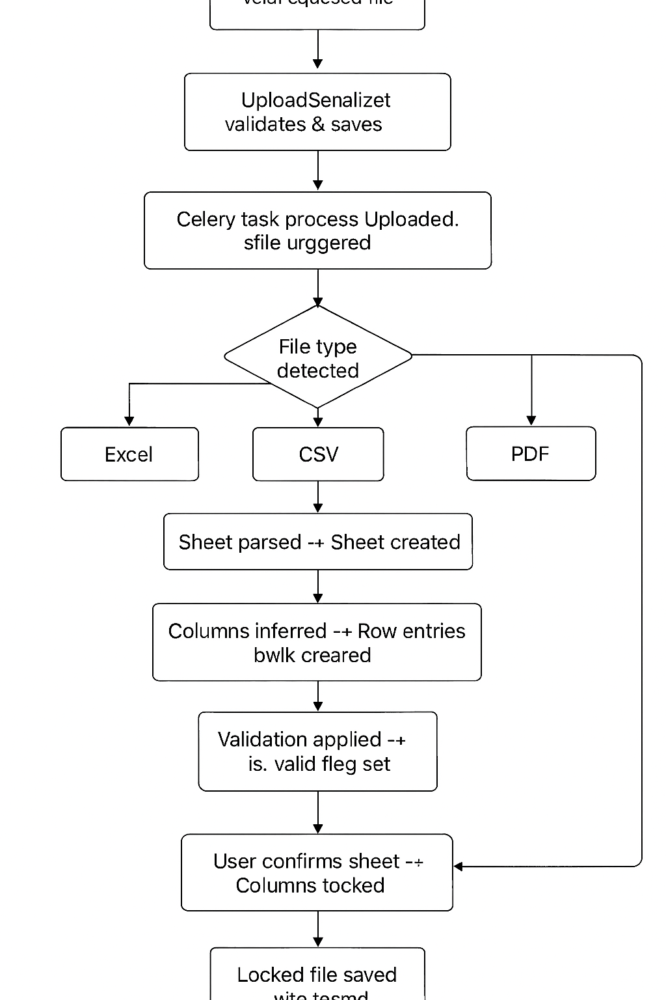 UploadSenalizet
validates & saves
Celery task process Uploaded.
sfile urggered
File type
detected
Excel
CSV
PDF
Sheet parsed -+ Sheet created
Columns inferred -+ Row entries
bwlk creared
Validation applied -+
is. valid fleg set
User confirms sheet -÷
Columns tocked
Locked file saved